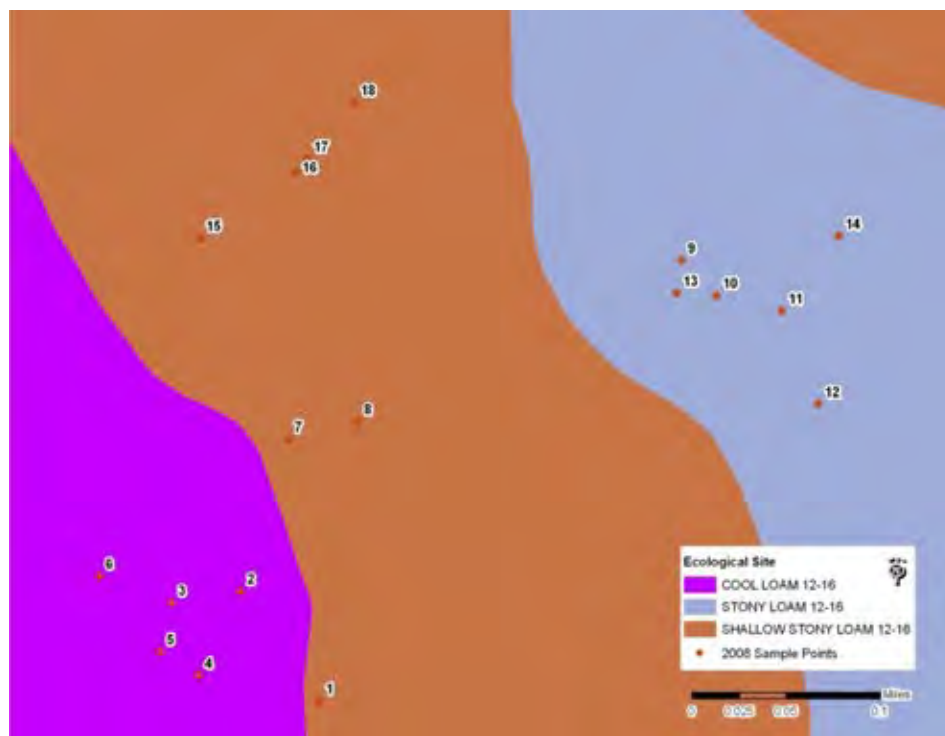 18
17
16
15
14
9
13
10
11
12
8
7
6
2
3
5
4
1
Ecological Site
COOL LOAM 12-16
STONY LOAM 12-16
SHALLOW STONY LOAM 12-16
2008 Sample Points
Miles
0 0.025 0.05 0.1